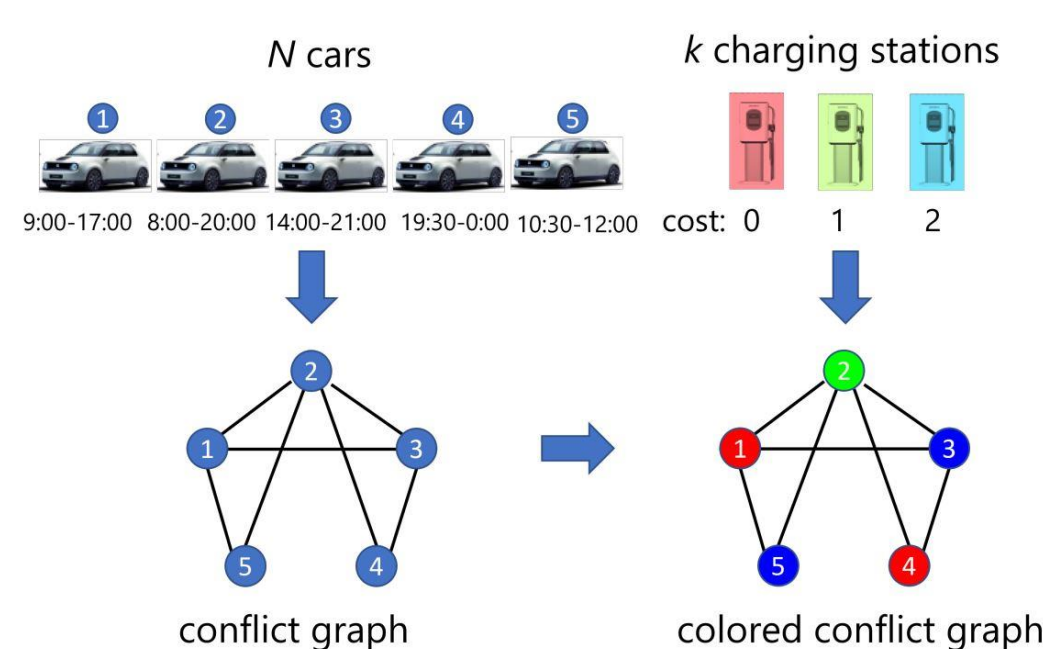 N cars
k charging stations
1 2 3 4 5
9:00-17:00 8:00-20:00 14:00-21:00 19:30-0:00 10:30-12:00
cost: 0 1 2
2
1 3
5 4
conflict graph
2
1 3
5 4
colored conflict graph